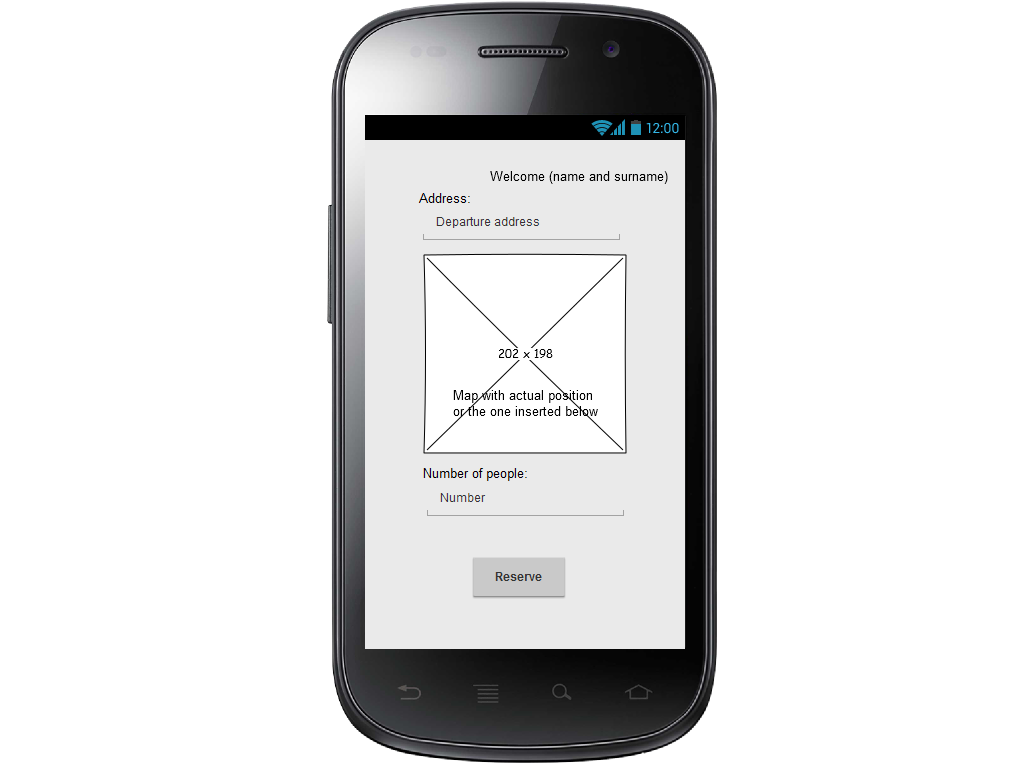 12:00
Welcome (name and surname)
Address:
Departure address
202 x 198
Map with actual position
or the one inserted below
Number of people:
Number
Reserve